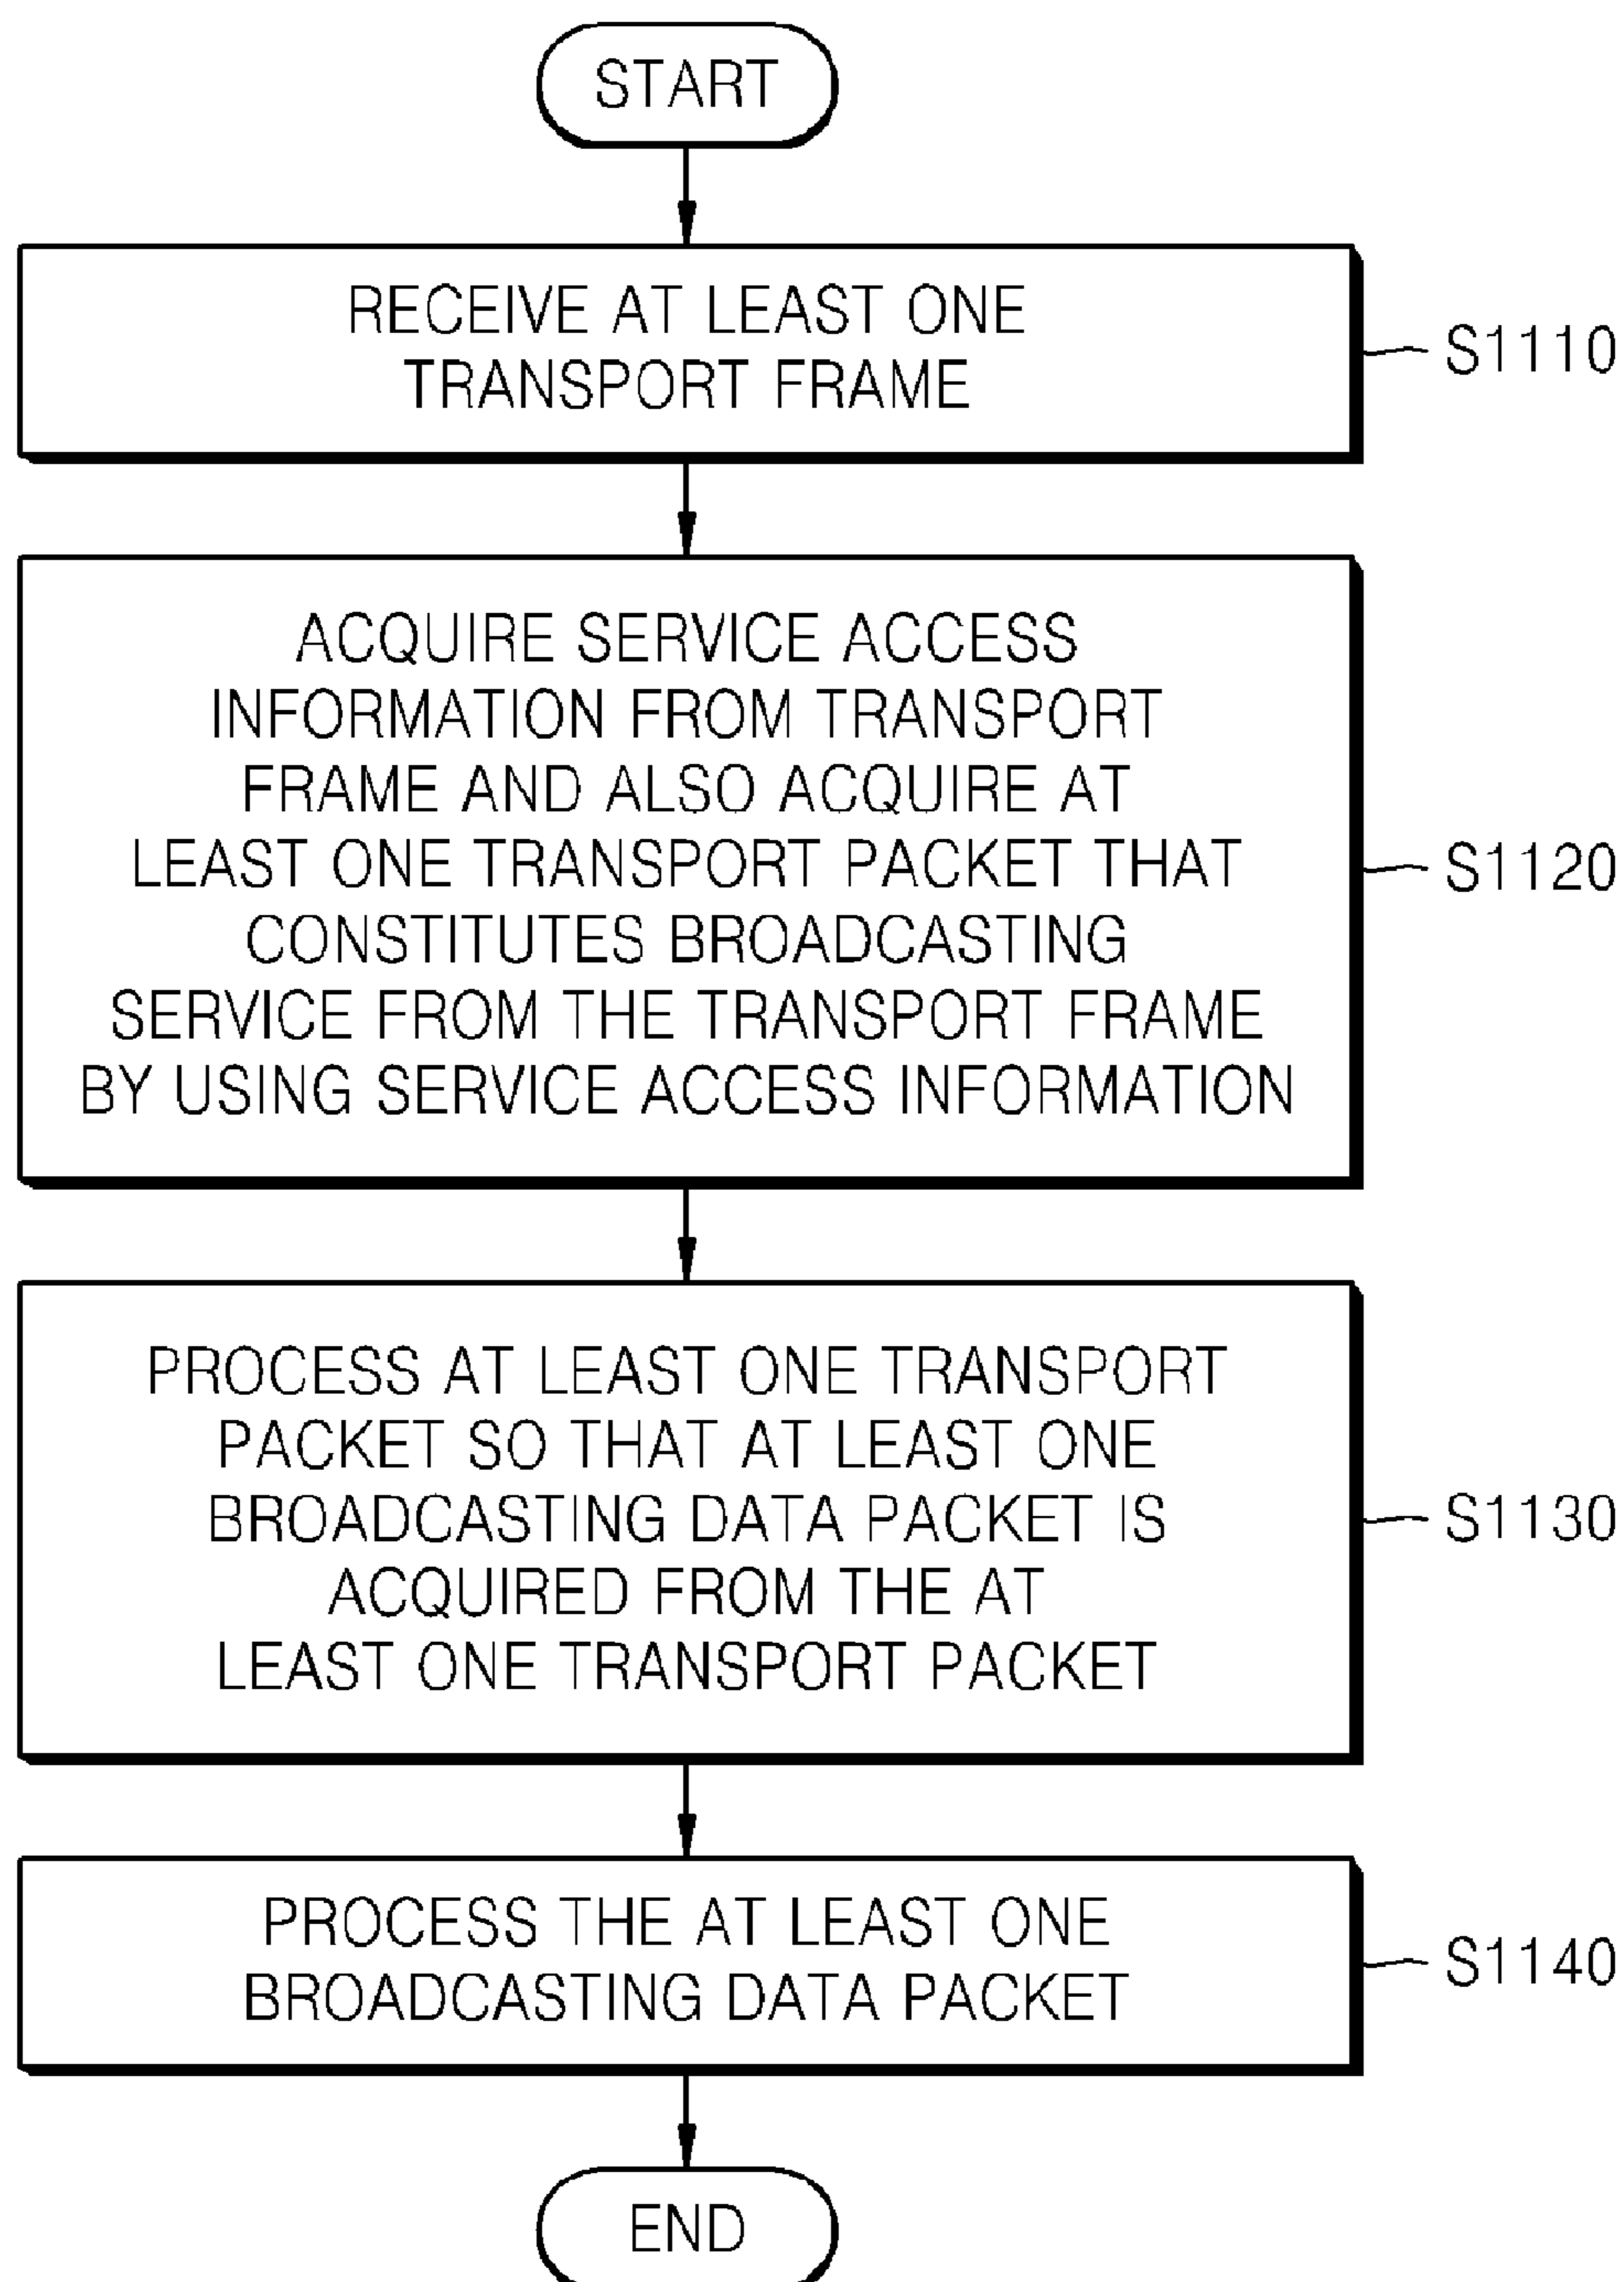 START
RECEIVE AT LEAST ONE
TRANSPORT FRAME
S1110
ACQUIRE SERVICE ACCESS
INFORMATION FROM TRANSPORT
FRAME AND ALSO ACQUIRE AT
LEAST ONE TRANSPORT PACKET THAT
CONSTITUTES BROADCASTING
SERVICE FROM THE TRANSPORT FRAME
BY USING SERVICE ACCESS INFORMATION
S1120
PROCESS AT LEAST ONE TRANSPORT
PACKET SO THAT AT LEAST ONE
BROADCASTING DATA PACKET IS
ACQUIRED FROM THE AT
LEAST ONE TRANSPORT PACKET
S1130
PROCESS THE AT LEAST ONE
BROADCASTING DATA PACKET
S1140
END